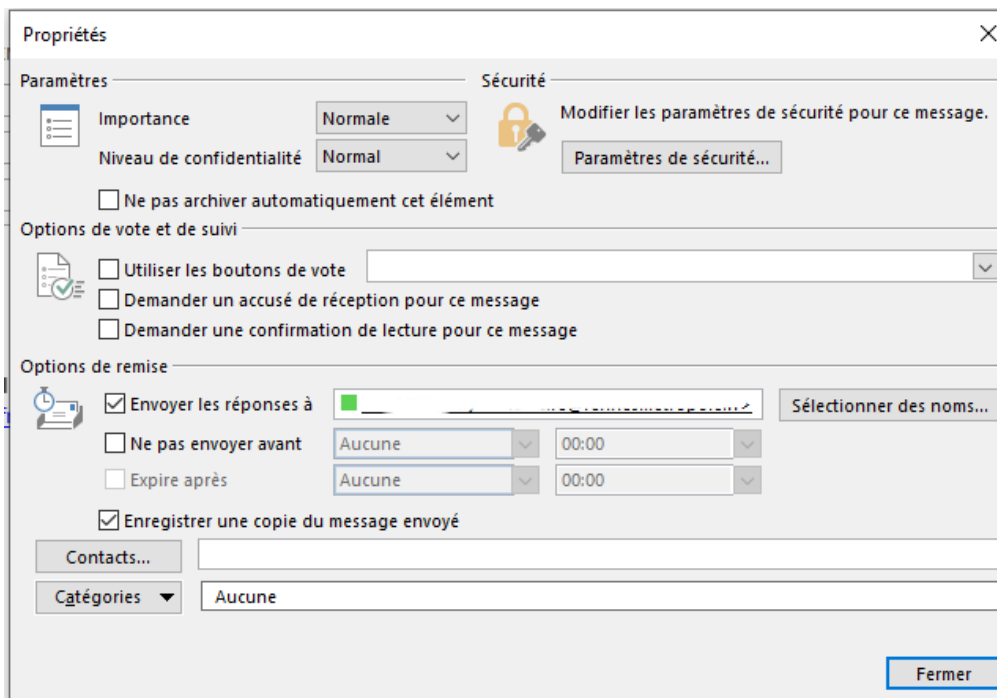 Propriétés
Paramètres Sécurité
Importance Normale Modifier les paramètres de sécurité pour ce message.
Niveau de confidentialité Normal Paramètres de sécurité...
Ne pas archiver automatiquement cet élément
Options de vote et de suivi
Utiliser les boutons de vote
Demander un accusé de réception pour ce message
Demander une confirmation de lecture pour ce message
Options de remise
Envoyer les réponses à Sélectionner des noms...
Ne pas envoyer avant Aucune 00:00
Expire après Aucune 00:00
Enregistrer une copie du message envoyé
Contacts...
Catégories Aucune
Fermer